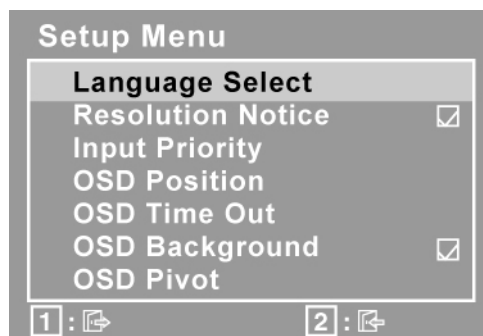 Setup Menu
Language Select
Resolution Notice
Input Priority
OSD Position
OSD Time Out
OSD Background
OSD Pivot
1 : 2 :